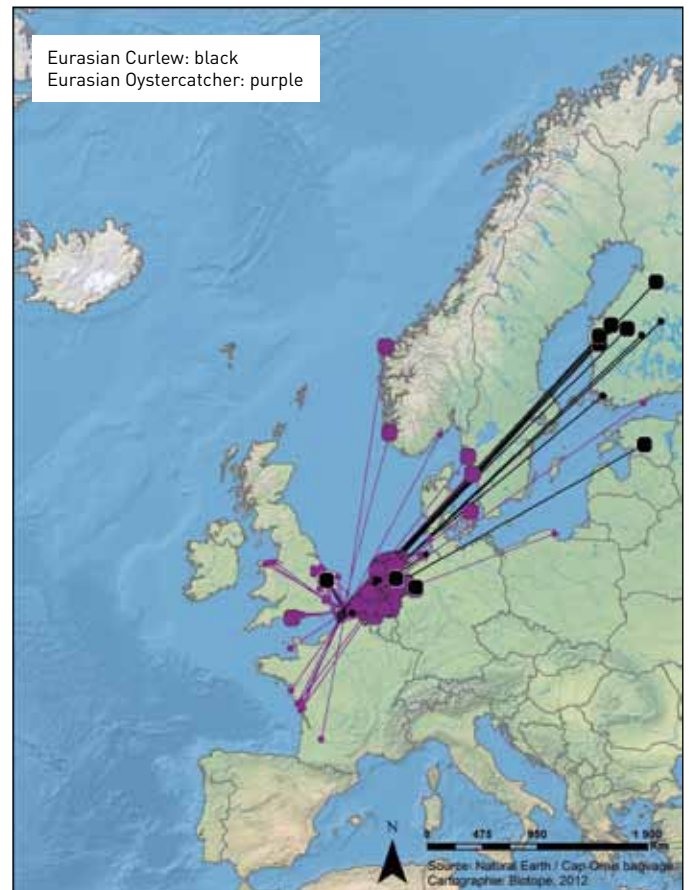 Eurasian Curlew: black
Eurasian Oystercatcher: purple
N
0 475 950 1 900
Km
Source: Natural Earth / Cap Ornis baguage
Cartographie: Biotope, 2012